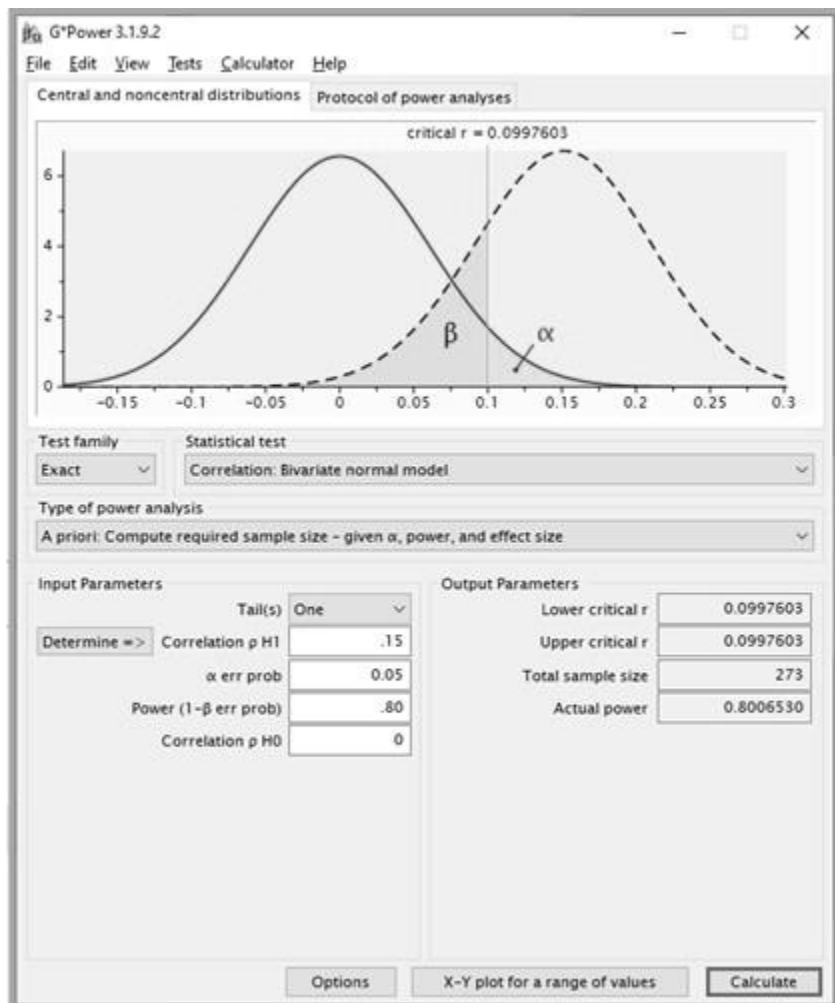 G*Power 3.1.9.2
File Edit View Tests Calculator Help
Central and noncentral distributions Protocol of power analyses
critical r = 0.0997603
6
4
2
0
β
α
-0.15 -0.1 -0.05 0 0.05 0.1 0.15 0.2 0.25 0.3
Test family Statistical test
Exact Correlation: Bivariate normal model
Type of power analysis
A priori: Compute required sample size - given α, power, and effect size
Input Parameters Output Parameters
Tail(s) One Lower critical r 0.0997603
Determine => Correlation ρ H1 .15 Upper critical r 0.0997603
α err prob 0.05 Total sample size 273
Power (1-β err prob) .80 Actual power 0.8006530
Correlation ρ H0 0
Options X-Y plot for a range of values Calculate